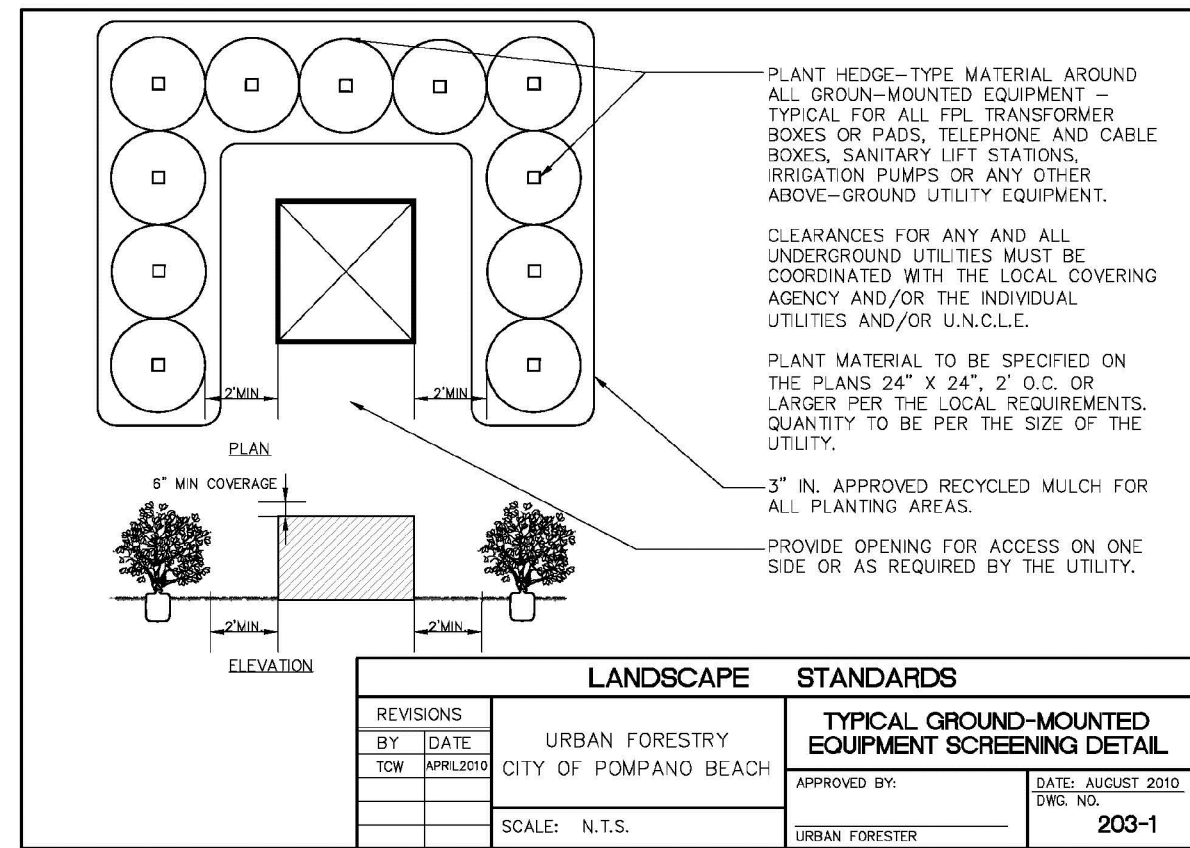 PLANT HEDGE-TYPE MATERIAL AROUND
ALL GROUN-MOUNTED EQUIPMENT -
TYPICAL FOR ALL FPL TRANSFORMER
BOXES OR PADS, TELEPHONE AND CABLE
BOXES, SANITARY LIFT STATIONS,
IRRIGATION PUMPS OR ANY OTHER
ABOVE-GROUND UTILITY EQUIPMENT.
CLEARANCES FOR ANY AND ALL
UNDERGROUND UTILITIES MUST BE
COORDINATED WITH THE LOCAL COVERING
AGENCY AND/OR THE INDIVIDUAL
UTILITIES AND/OR U.N.C.L.E.
PLANT MATERIAL TO BE SPECIFIED ON
THE PLANS 24" X 24", 2' O.C. OR
LARGER PER THE LOCAL REQUIREMENTS.
QUANTITY TO BE PER THE SIZE OF THE
UTILITY.
3" IN. APPROVED RECYCLED MULCH FOR
ALL PLANTING AREAS.
PROVIDE OPENING FOR ACCESS ON ONE
SIDE OR AS REQUIRED BY THE UTILITY.
2'MIN. 2'MIN.
PLAN
6" MIN COVERAGE
2'MIN. 2'MIN.
ELEVATION
LANDSCAPE STANDARDS
REVISIONS
BY DATE
TCW APRIL2010
URBAN FORESTRY
CITY OF POMPANO BEACH
SCALE: N.T.S.
TYPICAL GROUND-MOUNTED
EQUIPMENT SCREENING DETAIL
APPROVED BY:
URBAN FORESTER
DATE: AUGUST 2010
DWG. NO.
203-1